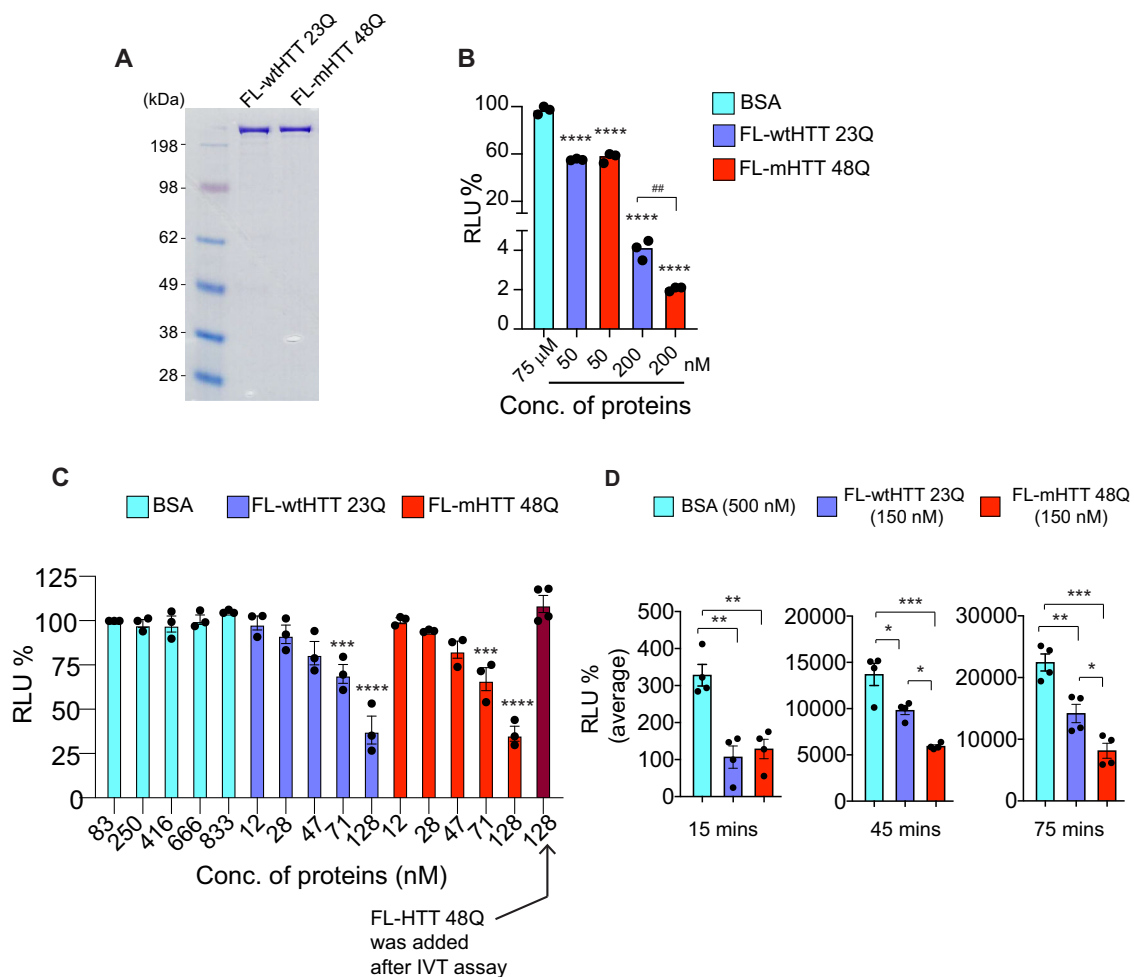 A
FL-wtHTT 23Q
FL-mHTT 48Q
(kDa)
198
98
62
49
38
28
B
BSA
FL-wtHTT 23Q
FL-mHTT 48Q
RLU %
100
60
20
4
2
0
**** **** **** ## ****
75 µM 50 50 200 200 nM
Conc. of proteins
C
BSA FL-wtHTT 23Q FL-mHTT 48Q
RLU %
125
100
75
50
25
0
*** **** *** ****
83 250 416 666 833 12 28 47 71 128 12 28 47 71 128 128
Conc. of proteins (nM)
FL-HTT 48Q
was added
after IVT assay
D
BSA (500 nM) FL-wtHTT 23Q (150 nM) FL-mHTT 48Q (150 nM)
RLU %
(average)
500
400
300
200
100
0
** **
15 mins
20000
15000
10000
5000
0
*** * *
45 mins
30000
20000
10000
0
*** ** *
75 mins